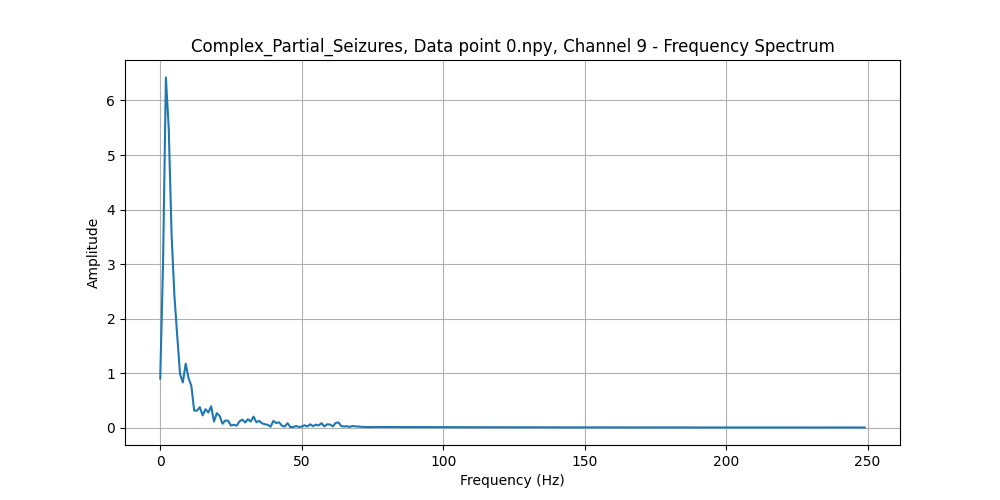 Complex_Partial_Seizures, Data point 0.npy, Channel 9 - Frequency Spectrum
6
5
4
3
2
1
0
Amplitude
0 50 100 150 200 250
Frequency (Hz)